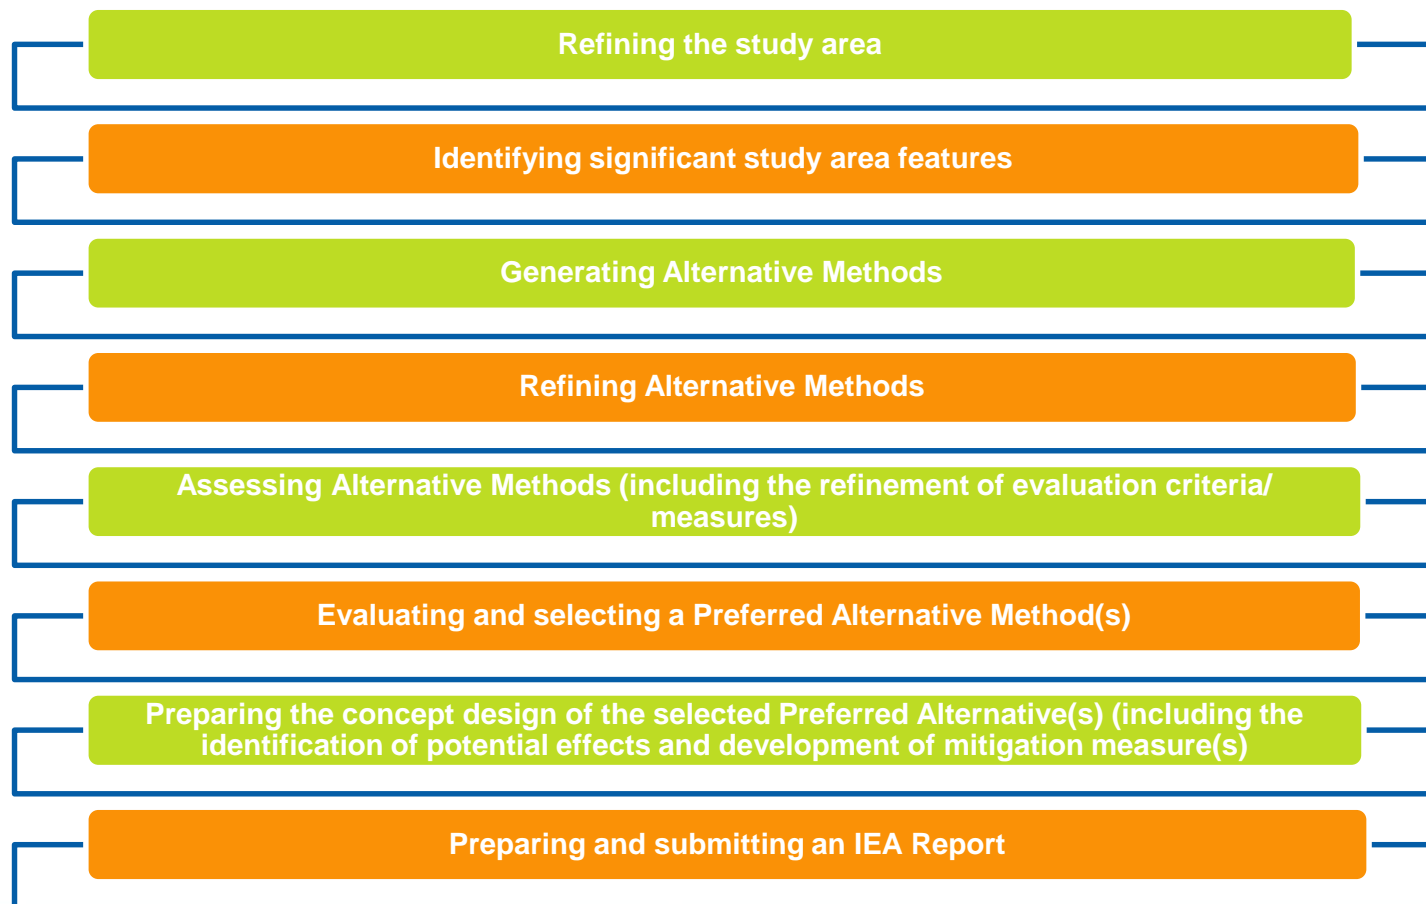 Refining the study area
Identifying significant study area features
Generating Alternative Methods
Refining Alternative Methods
Assessing Alternative Methods (including the refinement of evaluation criteria/
measures)
Evaluating and selecting a Preferred Alternative Method(s)
Preparing the concept design of the selected Preferred Alternative(s) (including the
identification of potential effects and development of mitigation measure(s)
Preparing and submitting an IEA Report